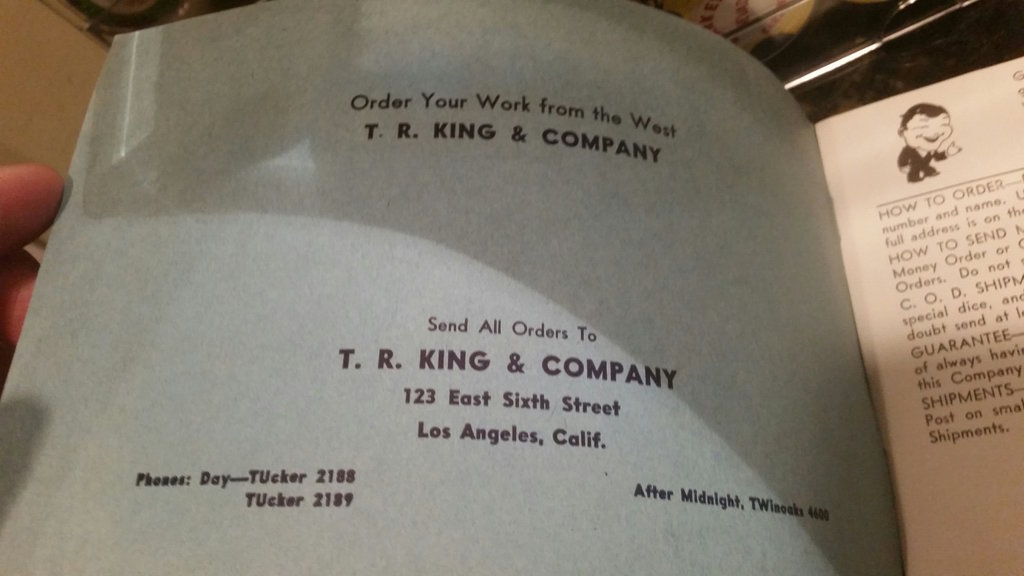 Order Your Work from the West
T. R. KING & COMPANY
Send All Orders To
T. R. KING & COMPANY
123 East Sixth Street
Los Angeles, Calif.
Phones: Day—TUcker 2188
TUcker 2189
After Midnight, TWinoaks 4600
HOW TO ORDER—
number and name.
full address is on the
HOW TO SEND
Money Order or
Orders. Do not
C. O. D. SHIPM
special dice, and
doubt send at
GUARANTEE—
of always havin
this Company
SHIPMENTS—
Post on smal
Shipments.